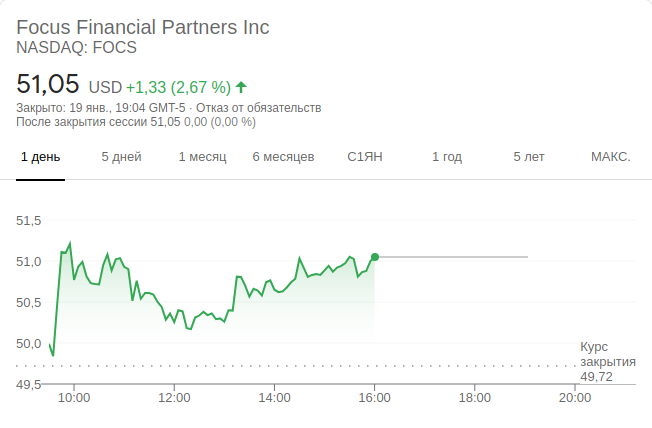 Focus Financial Partners Inc
NASDAQ: FOCS
51,05 USD +1,33 (2,67 %)
Закрыто: 19 янв., 19:04 GMT-5 · Отказ от обязательств
После закрытия сессии 51,05 0,00 (0,00 %)
1 день 5 дней 1 месяц 6 месяцев С1ЯН 1 год 5 лет МАКС.
51,5
51,0
50,5
50,0
Курс
закрытия
49,72
49,5
10:00 12:00 14:00 16:00 18:00 20:00